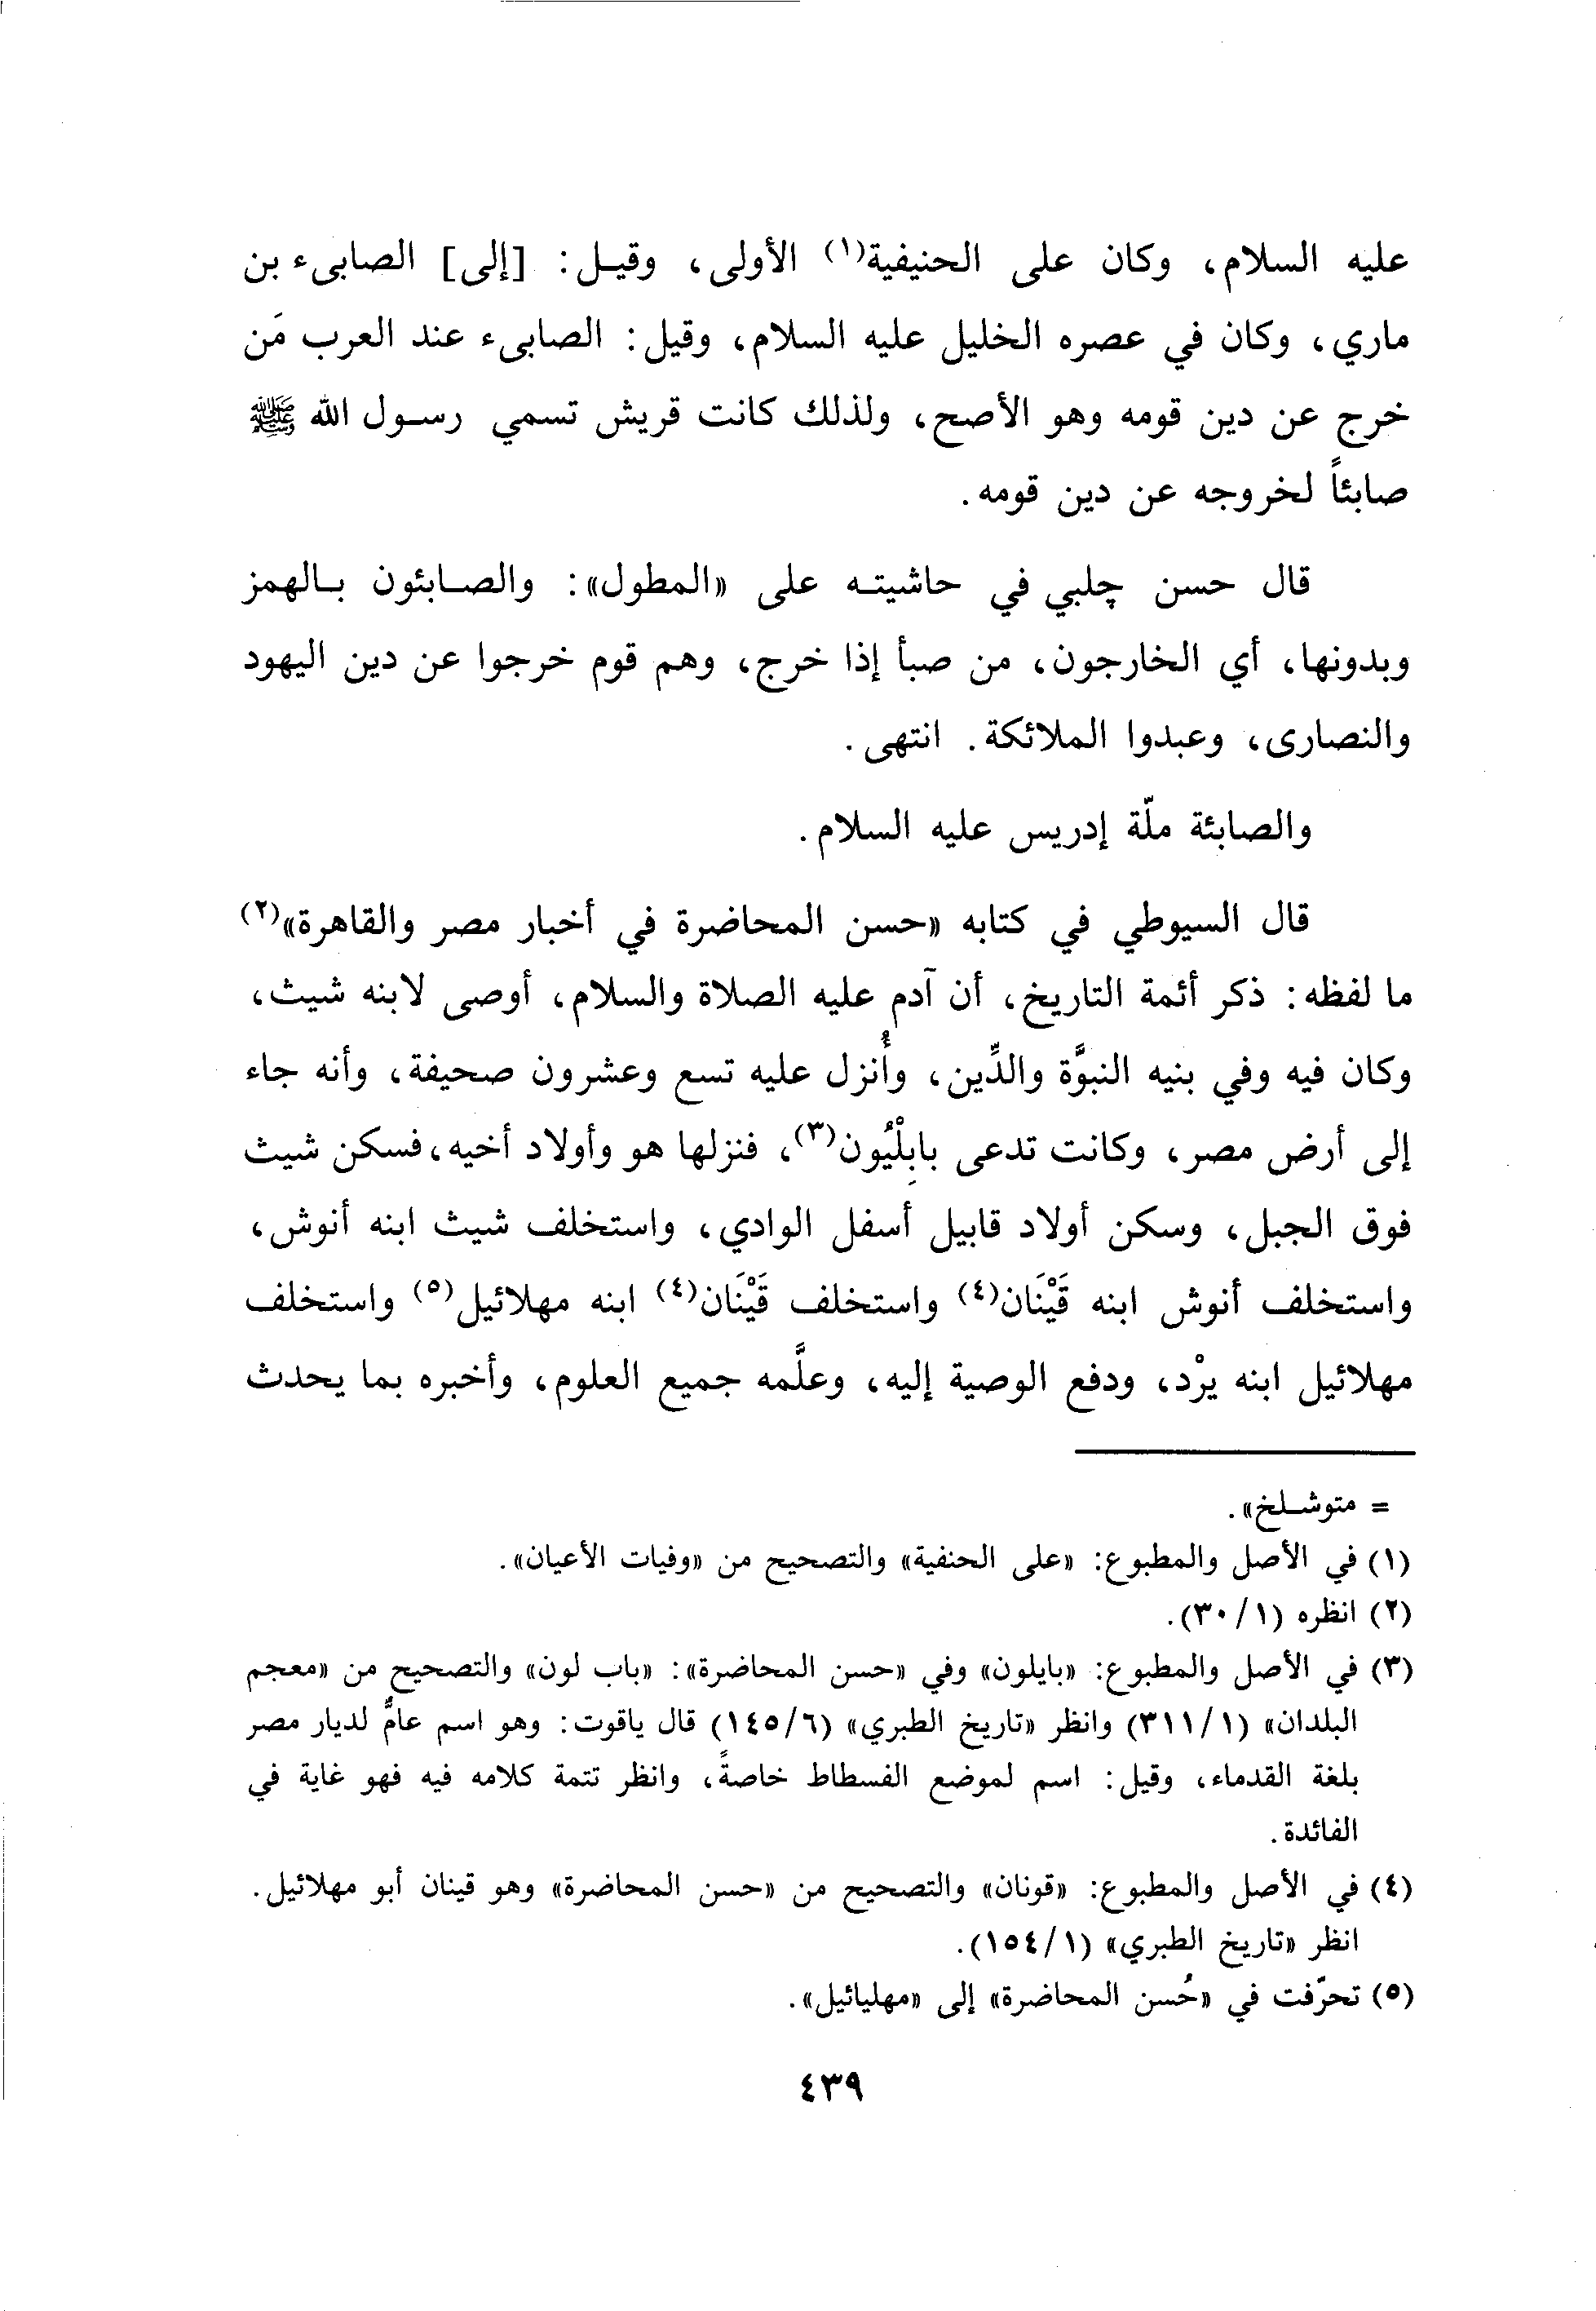 عليه السلام، وكان على الحنيفية(١) الأولى، وقيـل: [إلى] الصابىء بن
ماري، وكان في عصره الخليل عليه السلام، وقيل: الصابىء عند العرب مَن
خرج عن دين قومه وهو الأصح، ولذلك كانت قريش تسمي رسـول الله ﷺ
صابئاً لخروجه عن دين قومه.
قال حسن چلبي في حاشيتـه على «المطول»: والصـابئون بـالهمز
وبدونها، أي الخارجون، من صبأ إذا خرج، وهم قوم خرجوا عن دين اليهود
والنصارى، وعبدوا الملائكة. انتهى.
والصابئة ملّة إدريس عليه السلام.
قال السيوطي في كتابه «حسن المحاضرة في أخبار مصر والقاهرة»(٢)
ما لفظه: ذكر أئمة التاريخ، أن آدم عليه الصلاة والسلام، أوصى لابنه شيث،
وكان فيه وفي بنيه النبوَّة والدِّين، وأُنزل عليه تسع وعشرون صحيفة، وأنه جاء
إلى أرض مصر، وكانت تدعى بابِلْيُون(٣)، فنزلها هو وأولاد أخيه، فسكن شيث
فوق الجبل، وسكن أولاد قابيل أسفل الوادي، واستخلف شيث ابنه أنوش،
واستخلف أنوش ابنه قَيْنَان(٤) واستخلف قَيْنَان(٤) ابنه مهلائيل(٥) واستخلف
مهلائيل ابنه يرْد، ودفع الوصية إليه، وعلَّمه جميع العلوم، وأخبره بما يحدث
= متوشـلخ».
(١) في الأصل والمطبوع: «على الحنفية» والتصحيح من «وفيات الأعيان».
(٢) انظره (١/ ٣٠).
(٣) في الأصل والمطبوع: «بايلون» وفي «حسن المحاضرة»: «باب لون» والتصحيح من «معجم
البلدان» (١/ ٣١١) وانظر «تاريخ الطبري» (٦/ ١٤٥) قال ياقوت: وهو اسم عامٌّ لديار مصر
بلغة القدماء، وقيل: اسم لموضع الفسطاط خاصةً، وانظر تتمة كلامه فيه فهو غاية في
الفائدة.
(٤) في الأصل والمطبوع: «قونان» والتصحيح من «حسن المحاضرة» وهو قينان أبو مهلائيل.
انظر «تاريخ الطبري» (١/ ١٥٤).
(٥) تحرّفت في «حُسن المحاضرة» إلى «مهليائيل».
٤٣٩